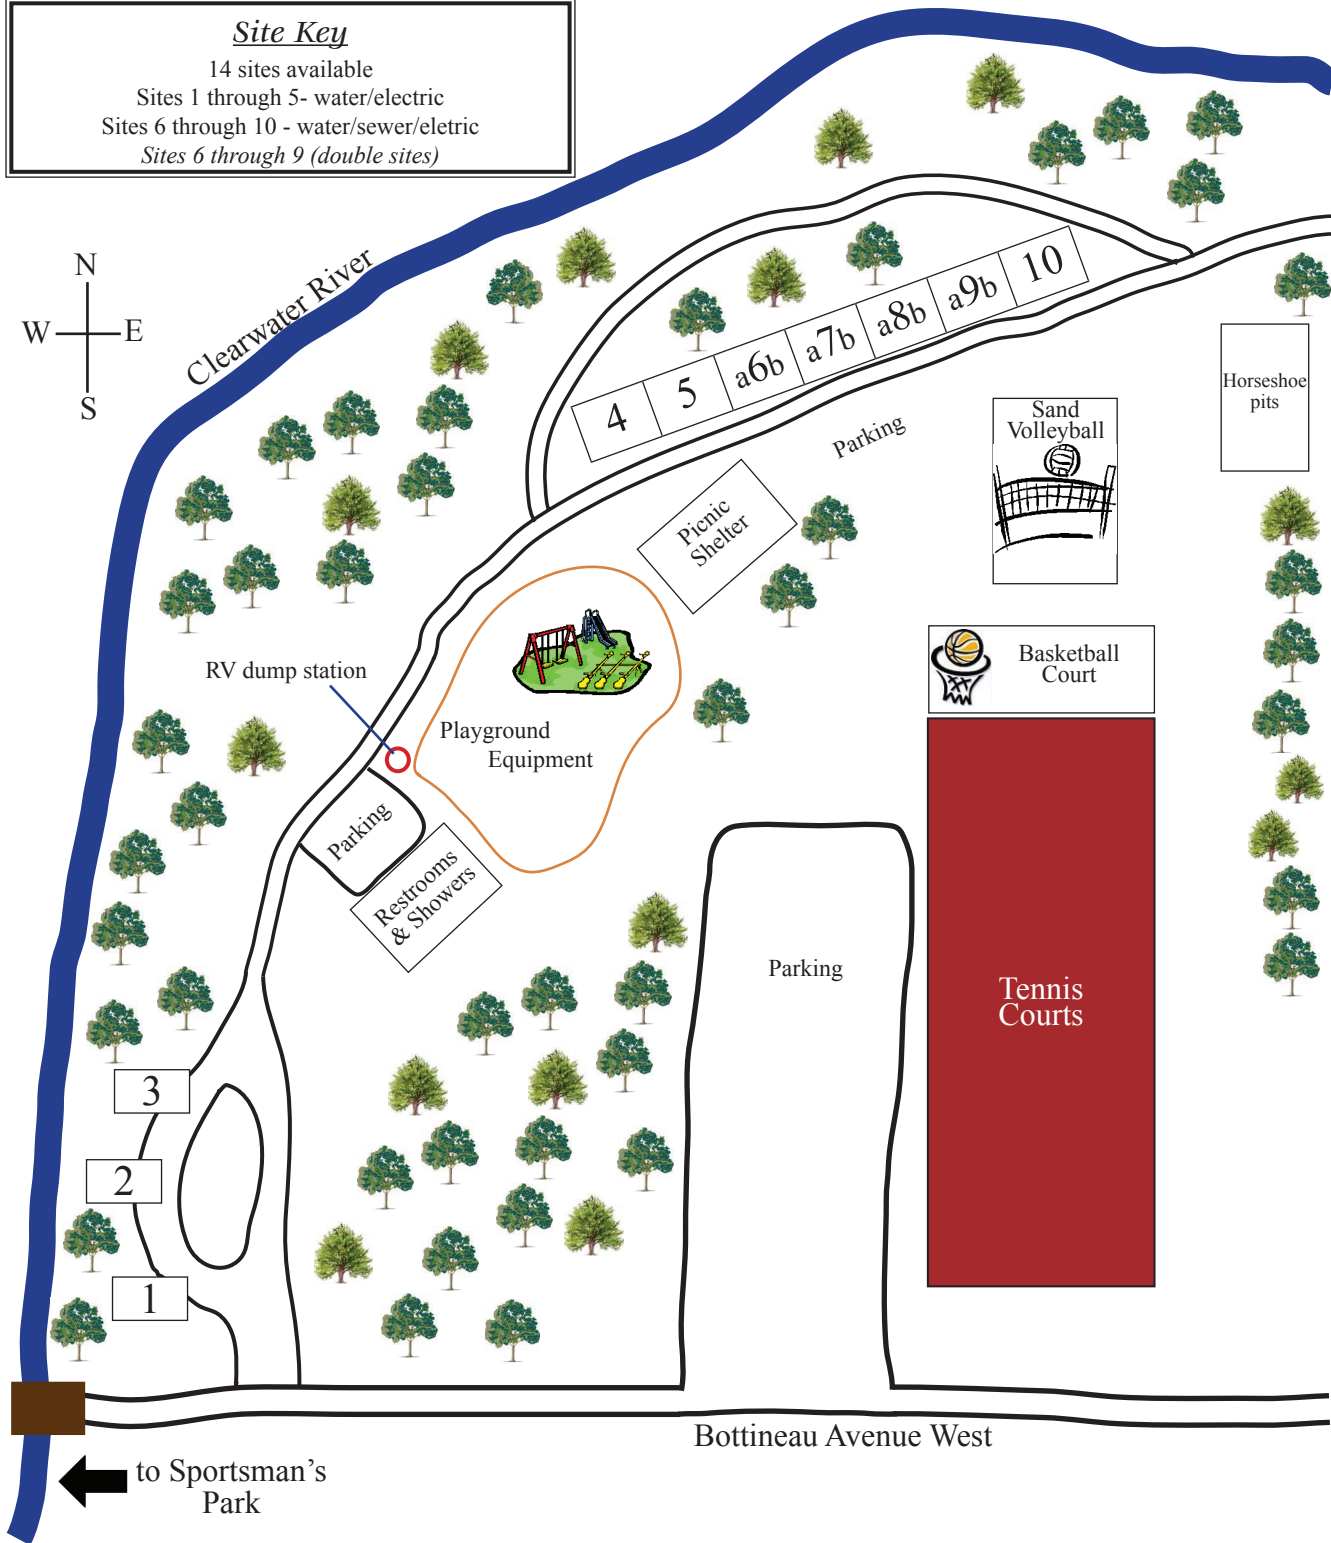 Site Key
14 sites available
Sites 1 through 5- water/electric
Sites 6 through 10 - water/sewer/eletric
Sites 6 through 9 (double sites)
N
W E
S
Clearwater River
4 5 a6b a7b a8b a9b 10
Parking
Sand
Volleyball
Horseshoe
pits
Picnic
Shelter
Basketball
Court
RV dump station
Playground
Equipment
Parking
Restrooms
& Showers
Parking
Tennis
Courts
3
2
1
Bottineau Avenue West
to Sportsman’s
Park